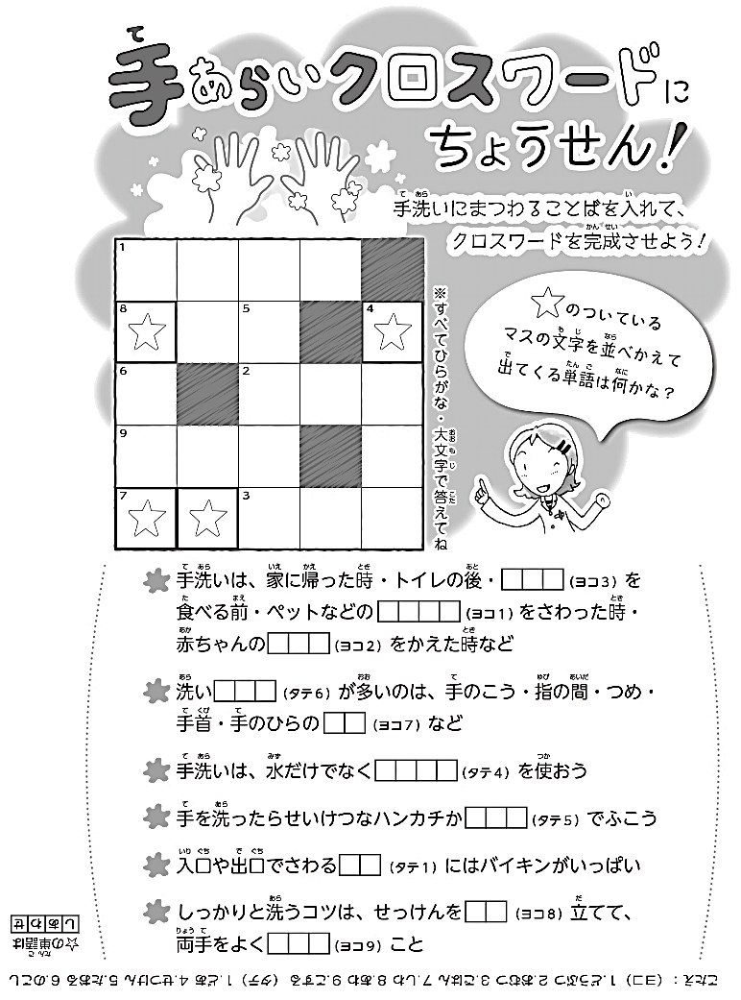 手あらいクロスワードに
ちょうせん！
手洗いにまつわることばを入れて、
クロスワードを完成させよう！
1
8 5 4
6 2
9
7 3
※すべてひらがな・大文字で答えてね
☆のついている
マスの文字を並べかえて
出てくる単語は何かな？
手洗いは、家に帰った時・トイレの後・□□□（ヨコ3）を
食べる前・ペットなどの□□□□（ヨコ1）をさわった時・
赤ちゃんの□□□（ヨコ2）をかえた時など
洗い□□□（タテ6）が多いのは、手のこう・指の間・つめ・
手首・手のひらの□□（ヨコ7）など
手洗いは、水だけでなく□□□□（タテ4）を使おう
手を洗ったらせいけつなハンカチか□□□（タテ5）でふこう
入口や出口でさわる□□（タテ1）にはバイキンがいっぱい
しっかりと洗うコツは、せっけんを□□（ヨコ8）立てて、
両手をよく□□□（ヨコ9）こと
☆の単語は
しあわせ
こたえ：（ヨコ）1.どうぶつ 2.おむつ 3.ごはん 7.しわ 8.あわ 9.こする （タテ）1.どあ 4.せつけん 5.たおる 6.のこし